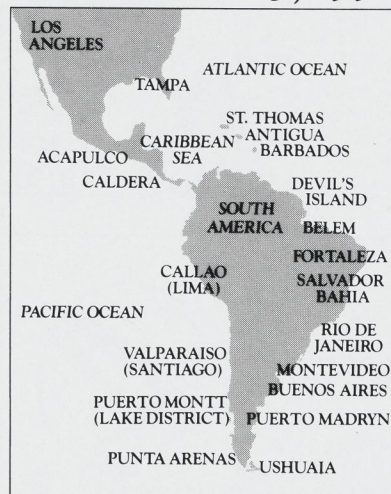 LOS
ANGELES
ATLANTIC OCEAN
TAMPA
ST. THOMAS
CARIBBEAN
SEA
ANTIGUA
BARBADOS
ACAPULCO
CALDERA
DEVIL'S
ISLAND
SOUTH
AMERICA
BELEM
FORTALEZA
CALLAO
(LIMA)
SALVADOR
BAHIA
PACIFIC OCEAN
RIO DE
JANEIRO
VALPARAISO
(SANTIAGO)
MONTEVIDEO
BUENOS AIRES
PUERTO MONTT
(LAKE DISTRICT)
PUERTO MADRYN
PUNTA ARENAS
USHUAIA